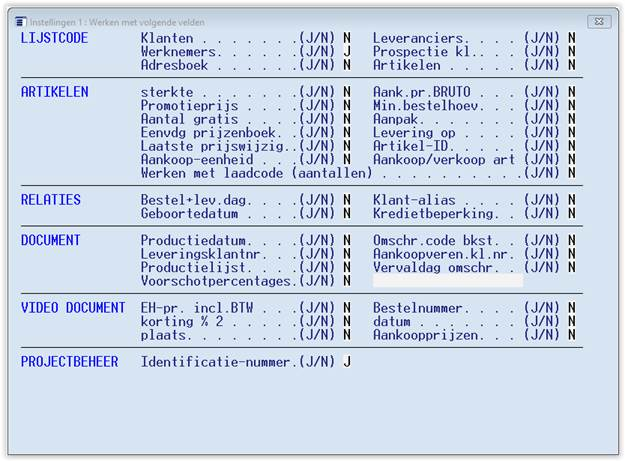 Instellingen 1 : Werken met volgende velden
LIJSTCODE Klanten . . . . . . .(J/N) N Leveranciers. . . . (J/N) N
Werknemers. . . . . .(J/N) J Prospectie kl.. . . (J/N) N
Adresboek . . . . . .(J/N) N Artikelen . . . . . (J/N) N
ARTIKELEN sterkte . . . . . . .(J/N) N Aank.pr.BRUTO . . . (J/N) N
Promotieprijs . . . .(J/N) N Min.bestelhoev. . . (J/N) N
Aantal gratis . . . .(J/N) N Aanpak. . . . . . . (J/N) N
Eenvdg prijzenboek. .(J/N) N Levering op . . . . (J/N) N
Laatste prijswijzig..(J/N) N Artikel-ID. . . . . (J/N) N
Aankoop-eenheid . . .(J/N) N Aankoop/verkoop art (J/N) N
Werken met laadcode (aantallen) . . . . . . . . . . (J/N) N
RELATIES Bestel+lev.dag. . . .(J/N) N Klant-alias . . . . (J/N) N
Geboortedatum . . . .(J/N) N Kredietbeperking. . (J/N) N
DOCUMENT Productiedatum. . . .(J/N) N Omschr.code bkst. . (J/N) N
Leveringsklantnr. . .(J/N) N Aankoopveren.kl.nr. (J/N) N
Productielijst. . . .(J/N) N Vervaldag omschr. . (J/N) N
Voorschotpercentages.(J/N) N
VIDEO DOCUMENT EH-pr. incl.BTW . . .(J/N) N Bestelnummer. . . . (J/N) N
korting % 2 . . . . .(J/N) N datum . . . . . . . (J/N) N
plaats. . . . . . . .(J/N) N Aankoopprijzen. . . (J/N) N
PROJECTBEHEER Identificatie-nummer.(J/N) J